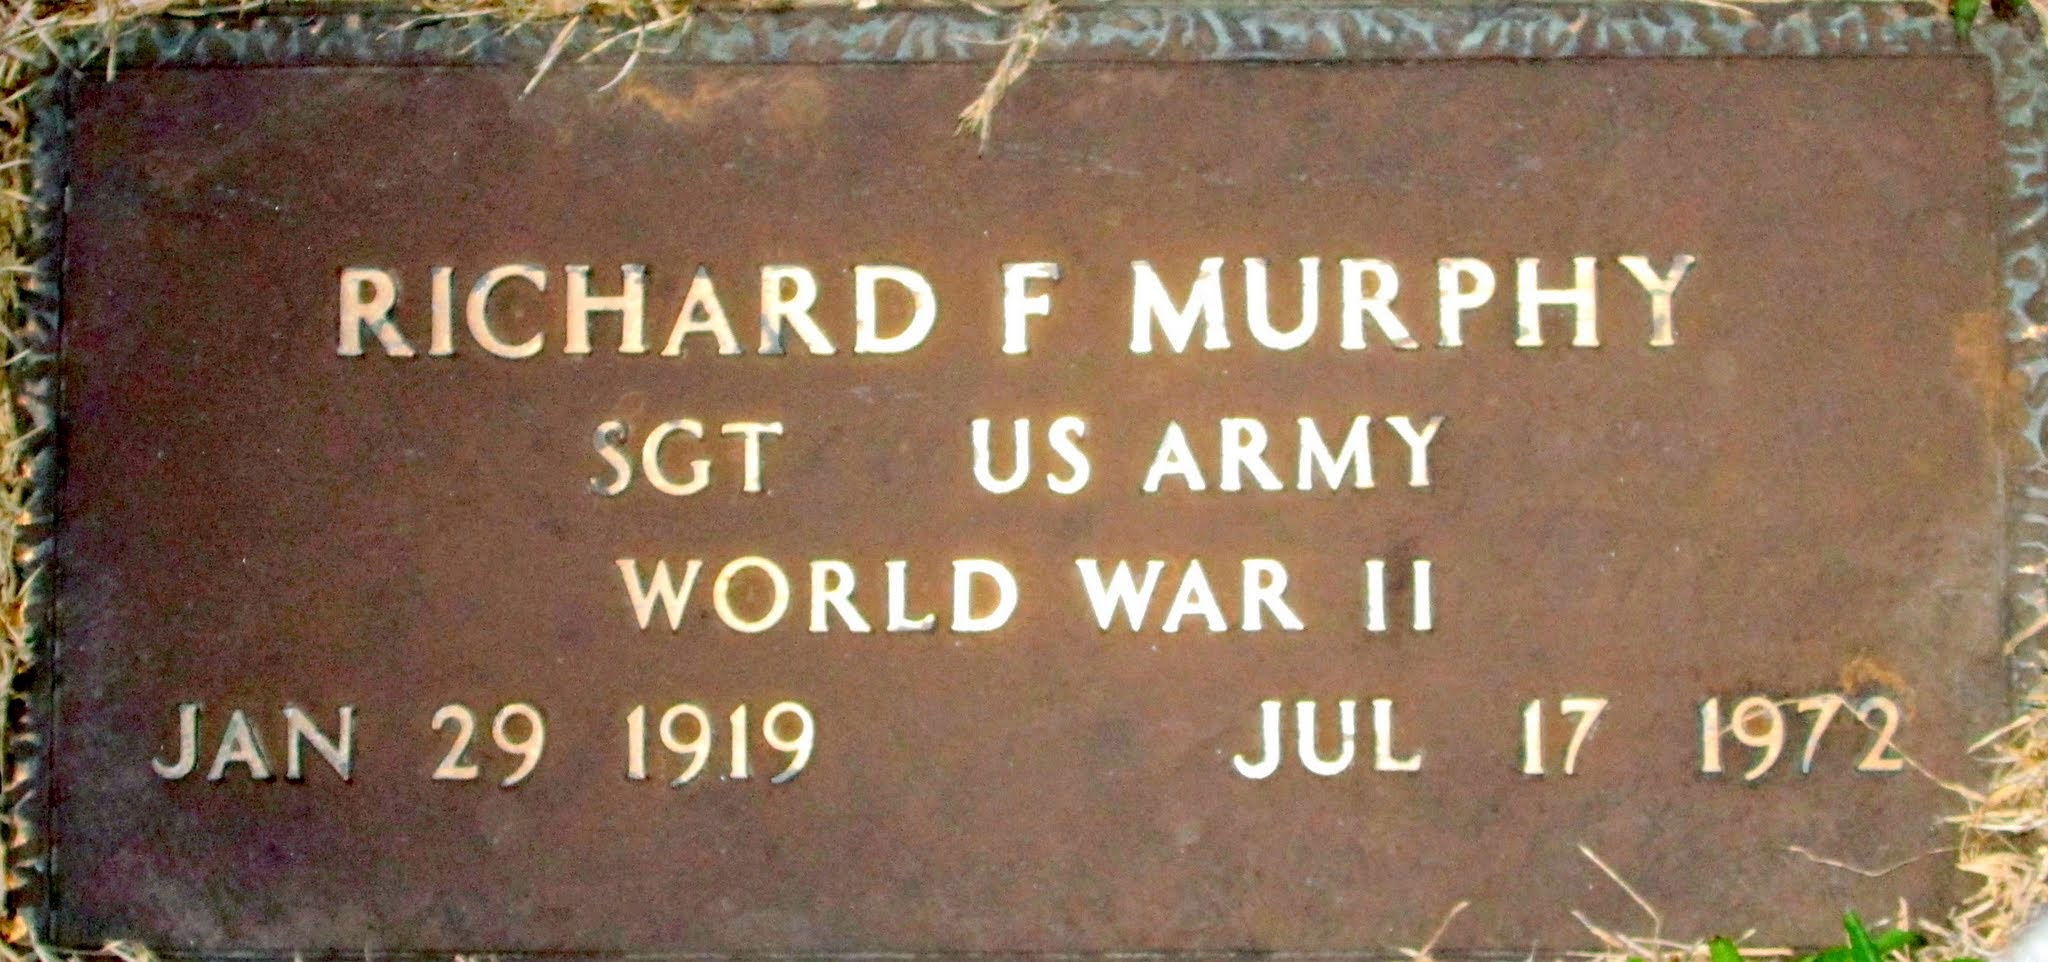 RICHARD F MURPHY
SGT US ARMY
WORLD WAR II
JAN 29 1919 JUL 17 1972